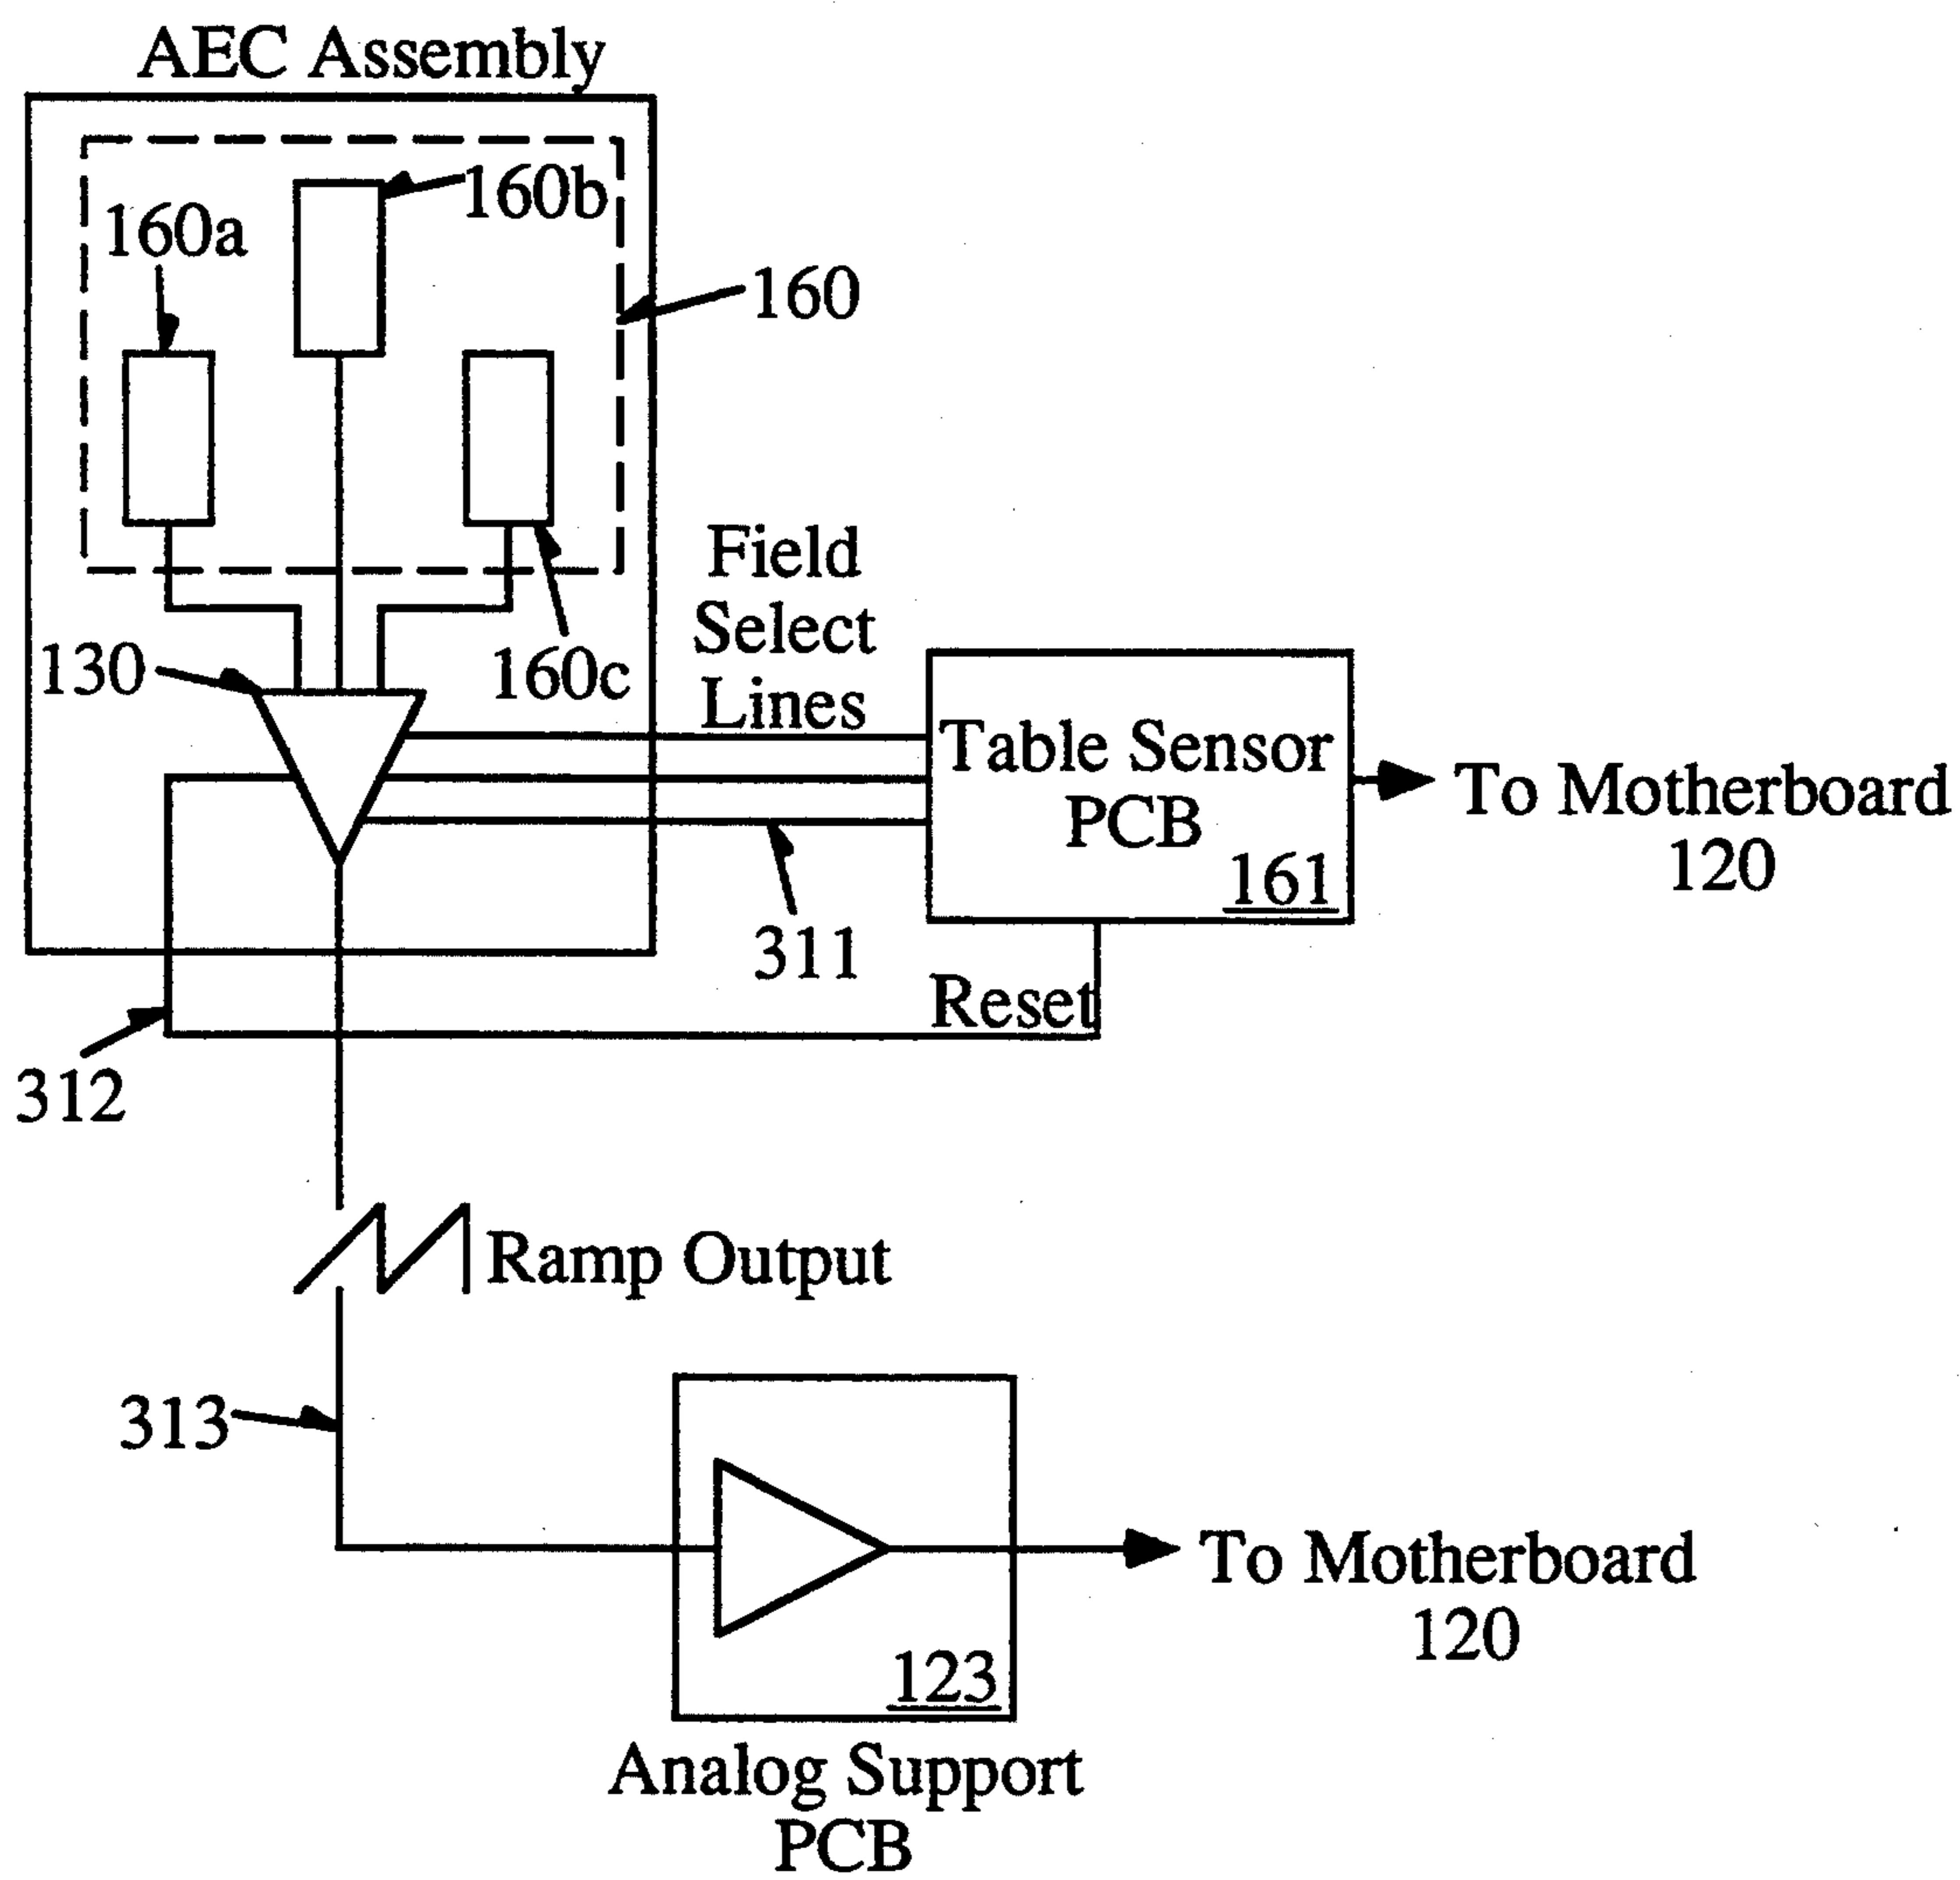 AEC Assembly
160b
160a
160
Field
Select
Lines
130
160c
Table Sensor
PCB
161
To Motherboard
120
311
Reset
312
Ramp Output
313
To Motherboard
120
123
Analog Support
PCB